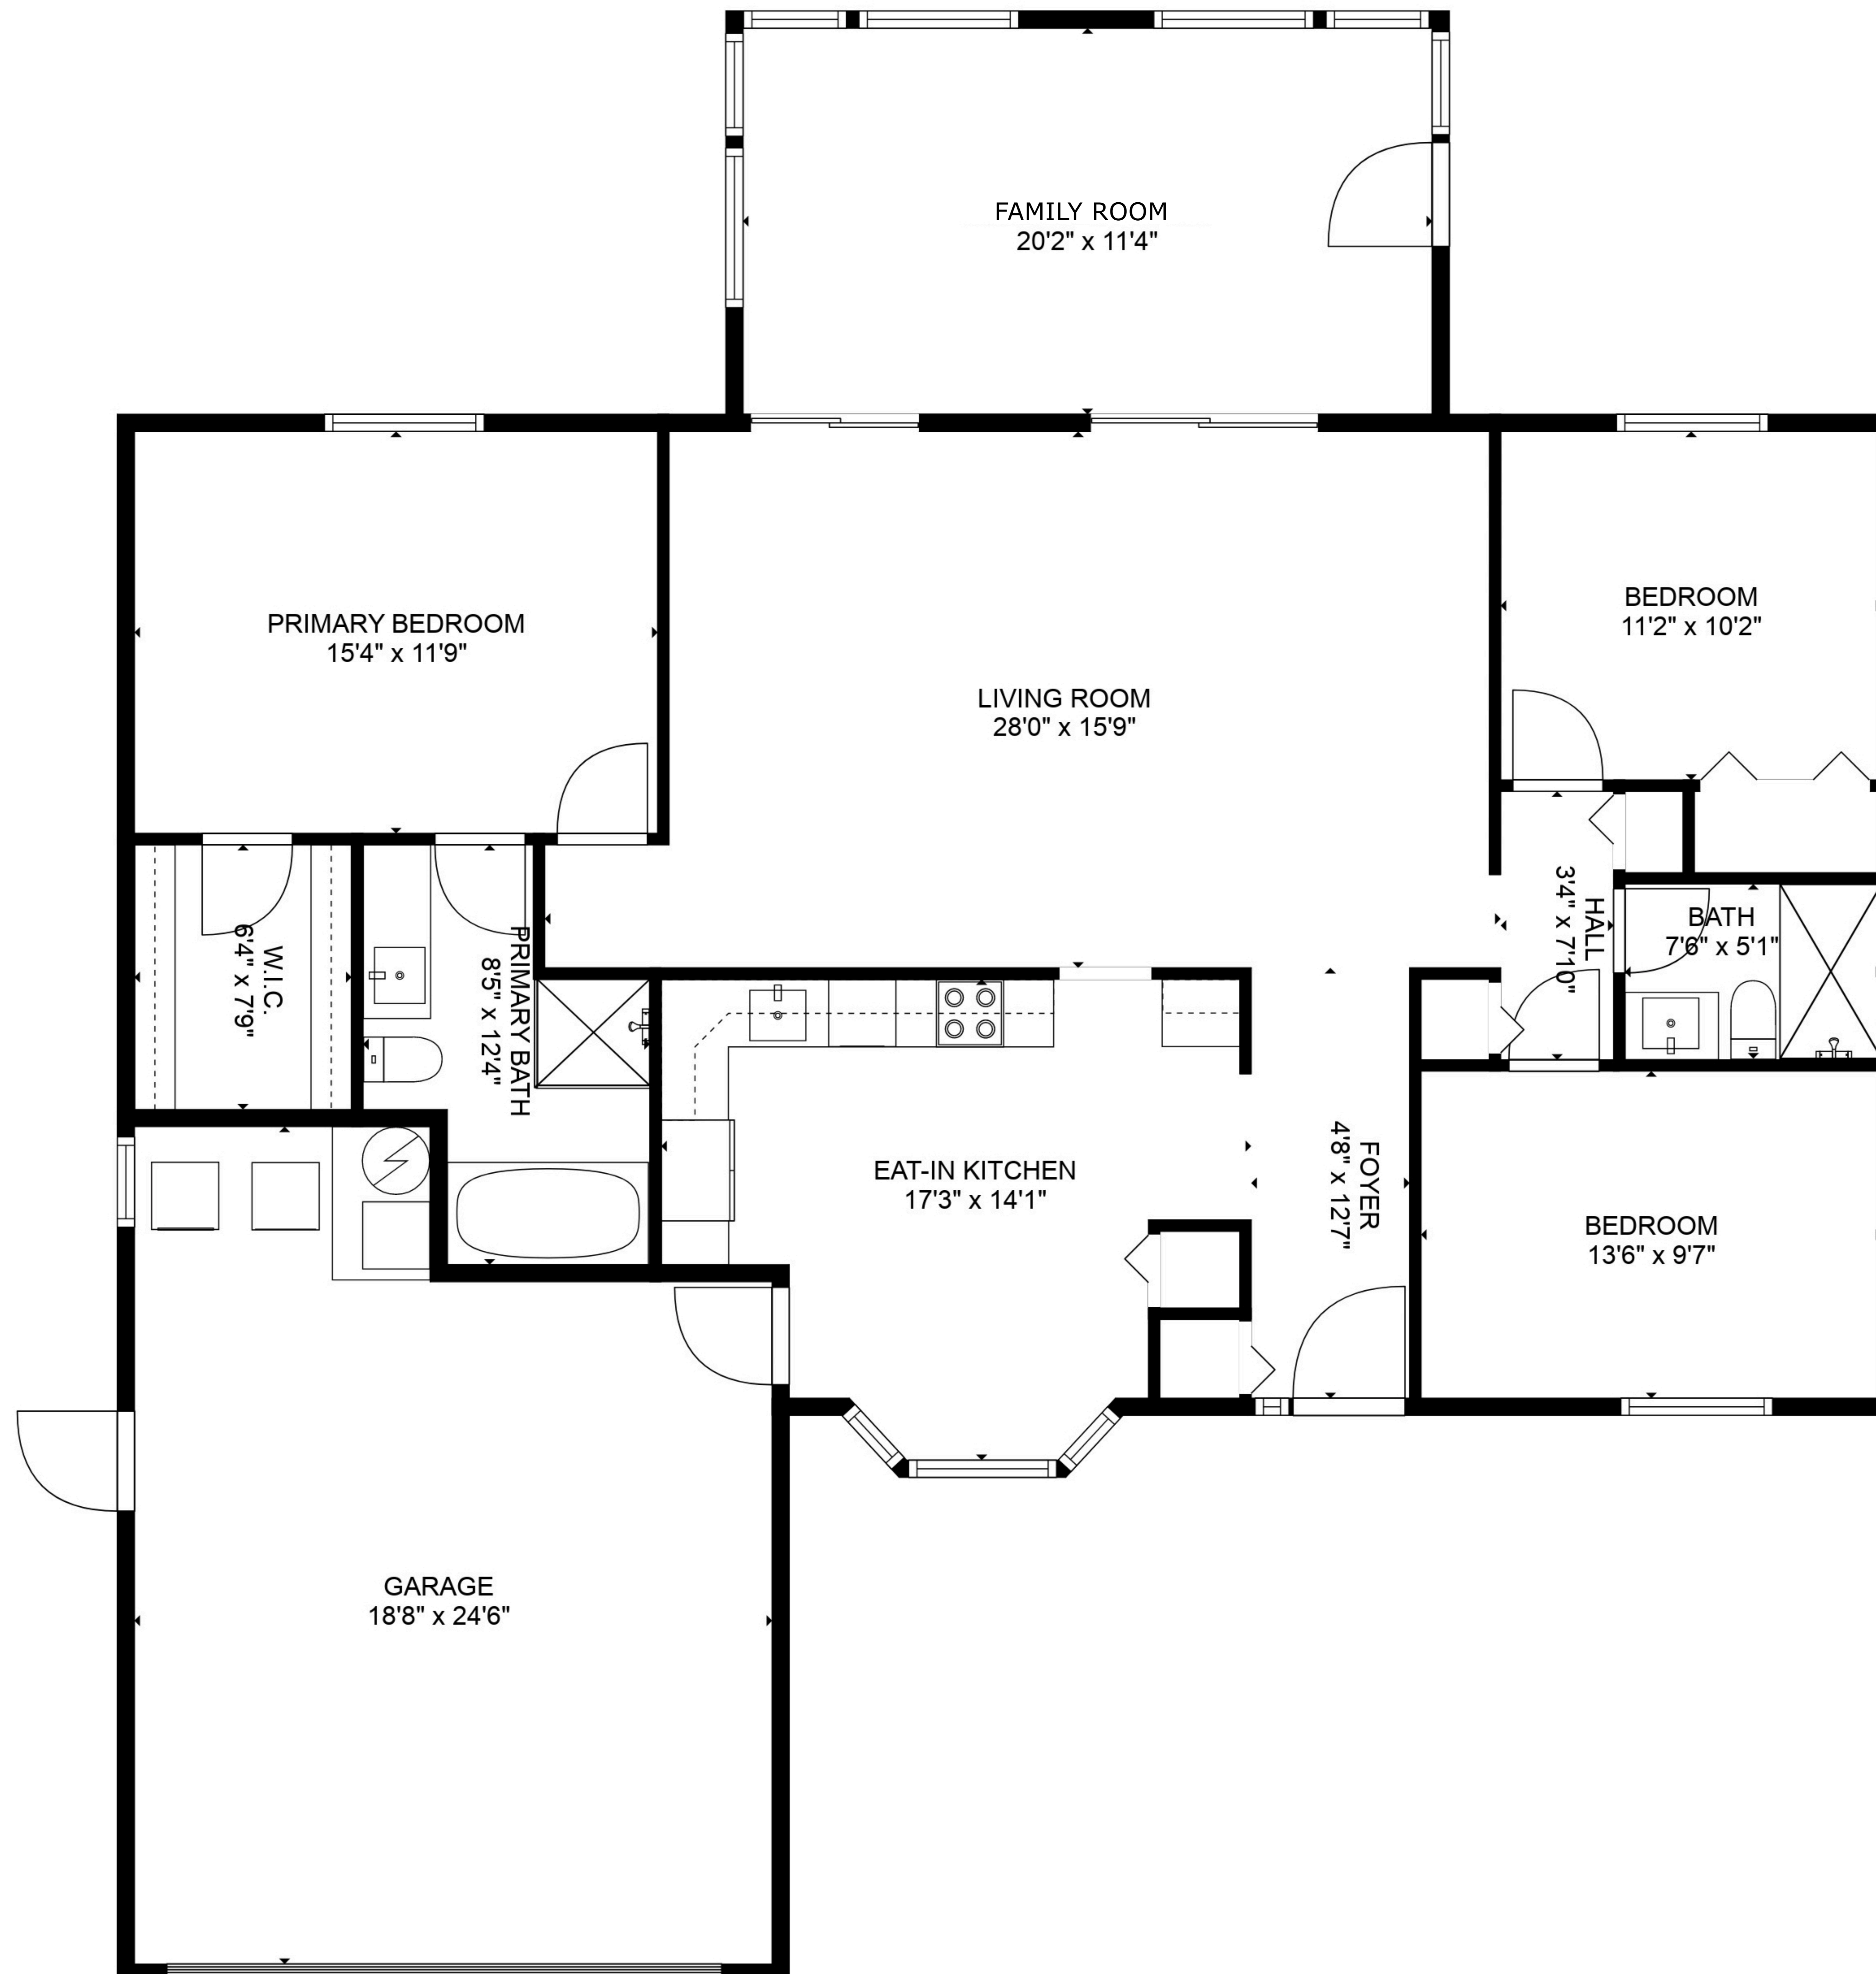 FAMILY ROOM
20'2" x 11'4"
PRIMARY BEDROOM
15'4" x 11'9"
LIVING ROOM
28'0" x 15'9"
BEDROOM
11'2" x 10'2"
W.I.C.
6'4" x 7'9"
PRIMARY BATH
8'5" x 12'4"
HALL
3'4" x 7'10"
BATH
7'6" x 5'1"
EAT-IN KITCHEN
17'3" x 14'1"
FOYER
4'8" x 12'7"
BEDROOM
13'6" x 9'7"
GARAGE
18'8" x 24'6"